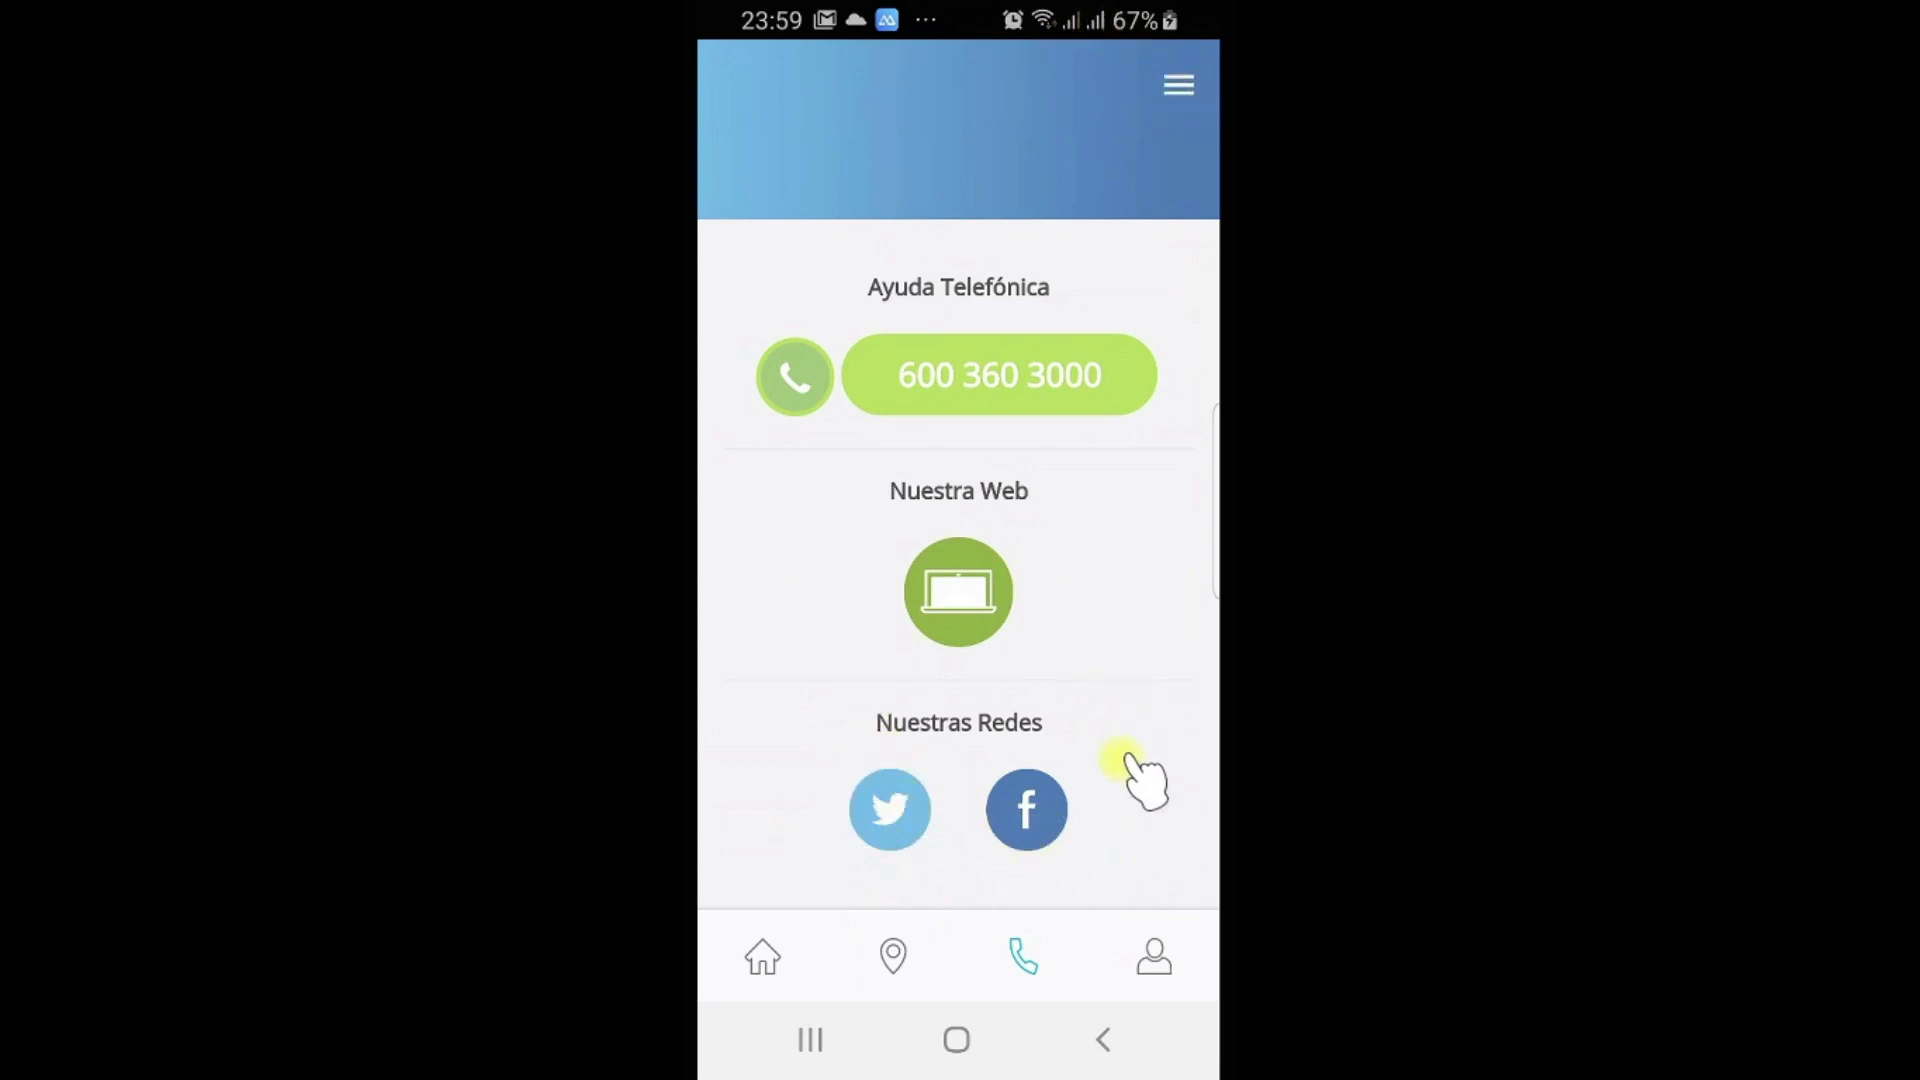 23:59 ... 67%
Ayuda Telefónica
600 360 3000
Nuestra Web
Nuestras Redes